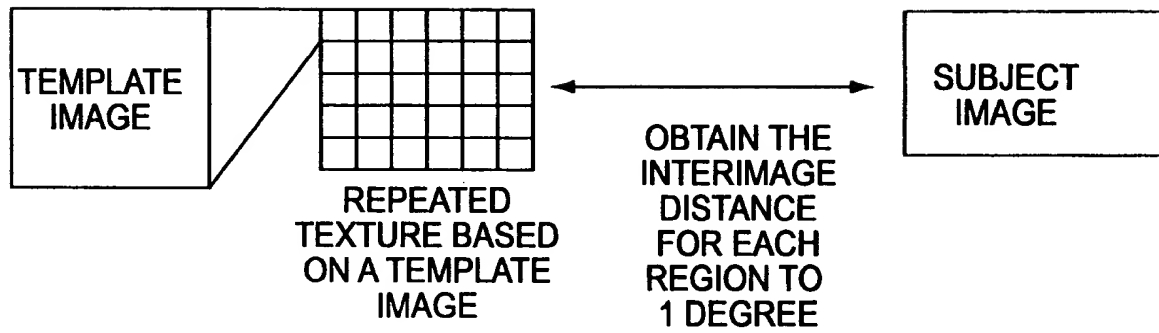 TEMPLATE
IMAGE
REPEATED
TEXTURE BASED
ON A TEMPLATE
IMAGE
OBTAIN THE
INTERIMAGE
DISTANCE
FOR EACH
REGION TO
1 DEGREE
SUBJECT
IMAGE